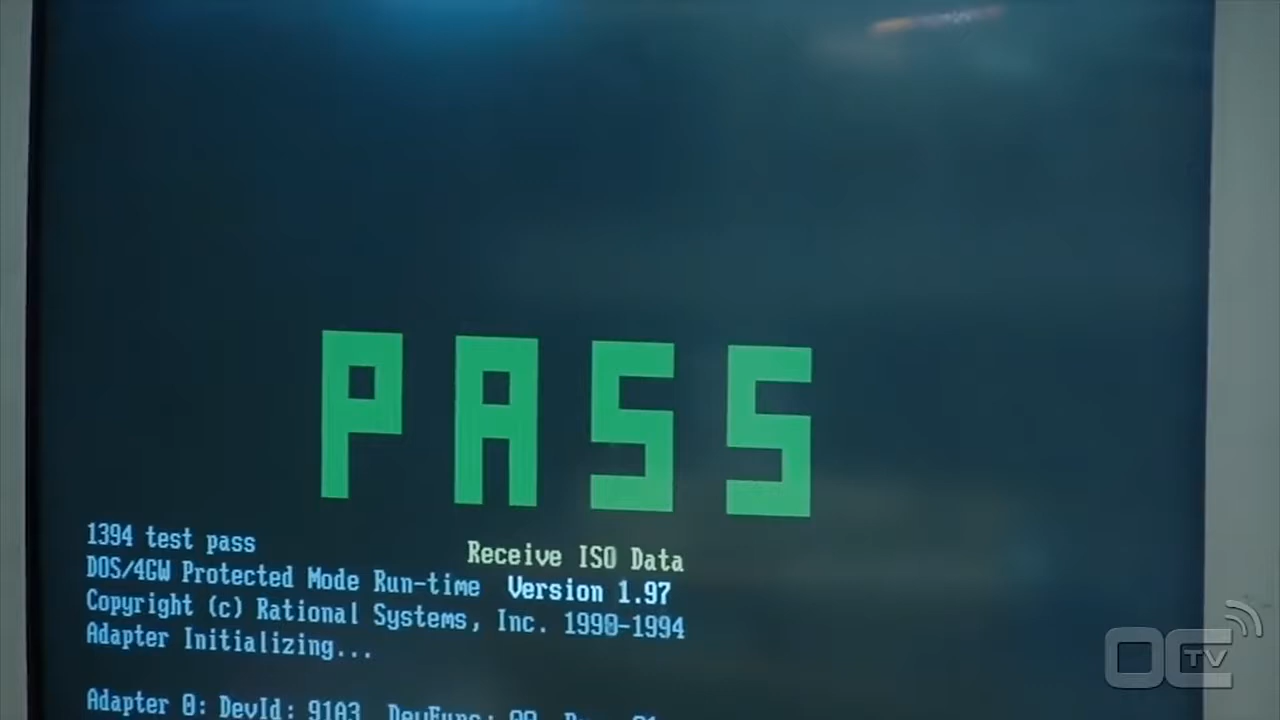 PASS
1394 test pass
Receive ISO Data
DOS/4GW Protected Mode Run-time Version 1.97
Copyright (c) Rational Systems, Inc. 1990-1994
Adapter Initializing...
Adapter 0: DevId: 91A3
OC TV